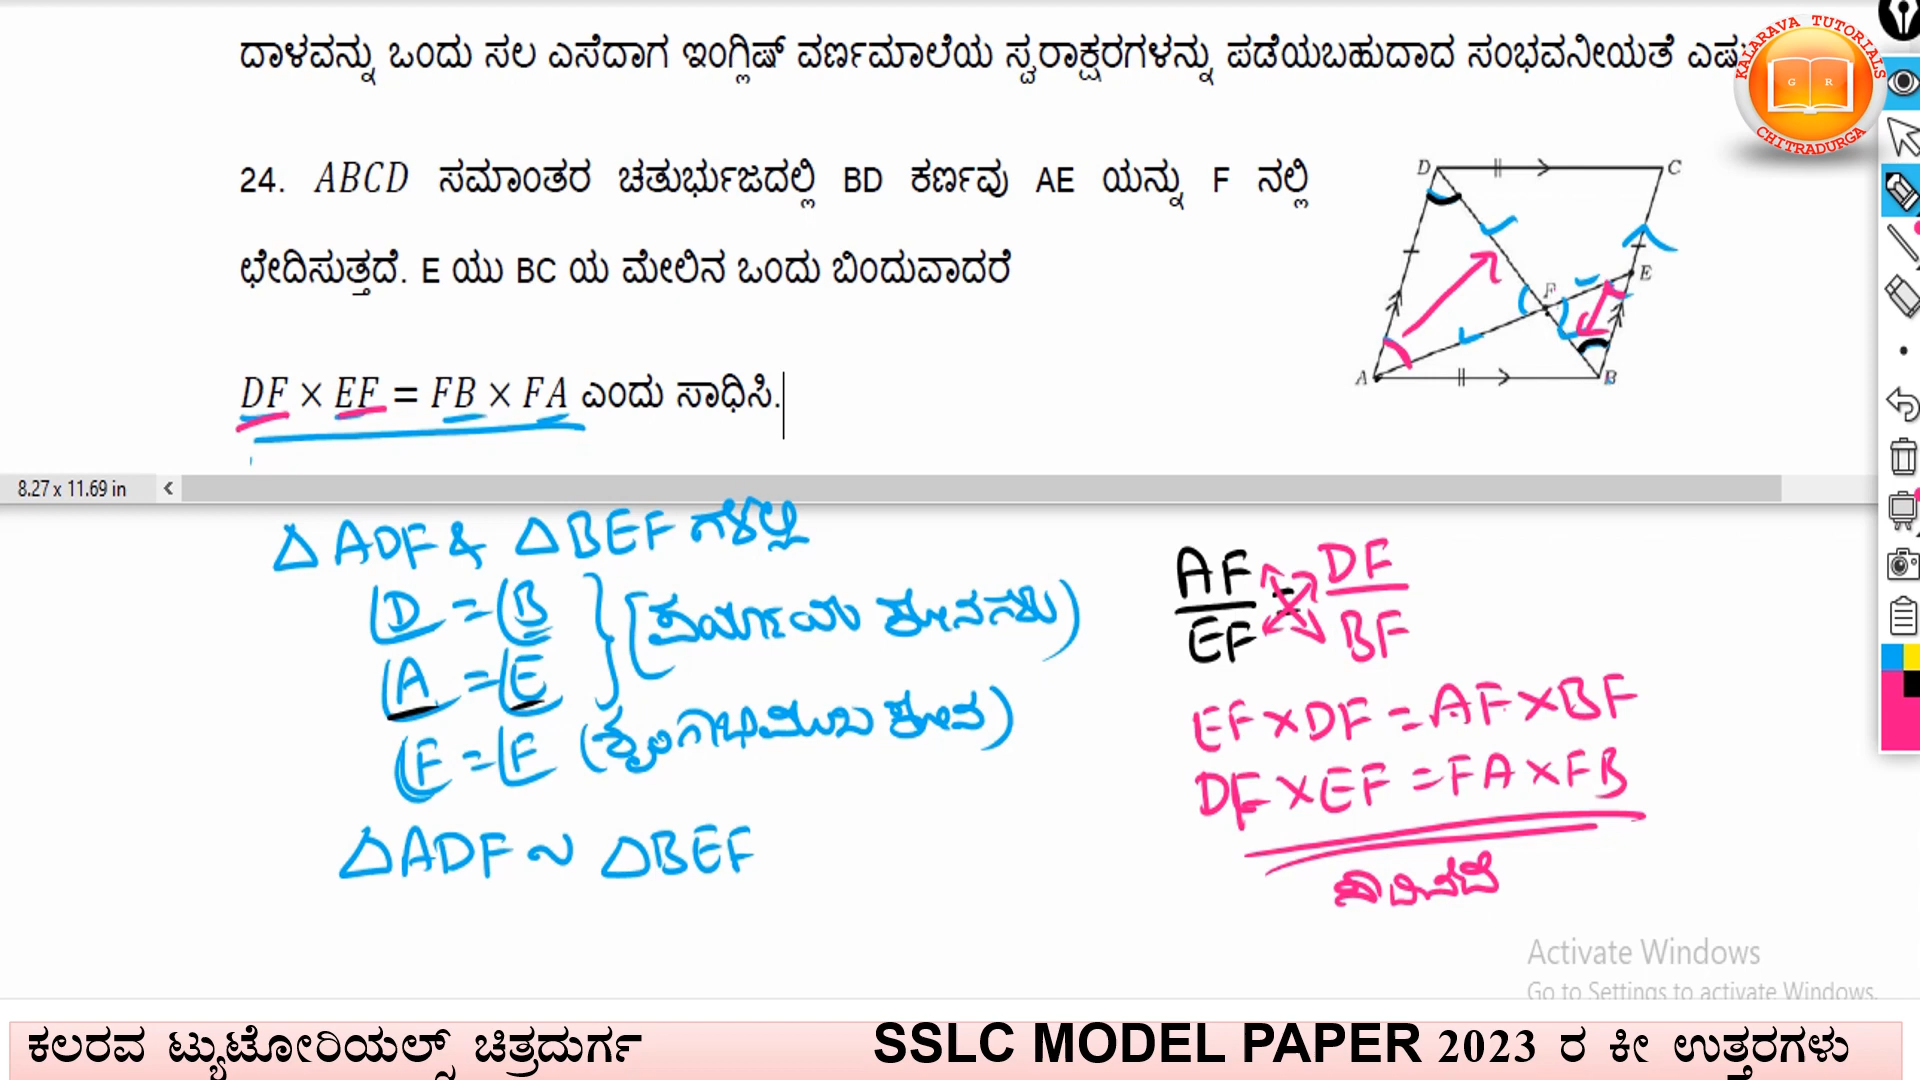 ದಾಳವನ್ನು ಒಂದು ಸಲ ಎಸೆದಾಗ ಇಂಗ್ಲಿಷ್ ವರ್ಣಮಾಲೆಯ ಸ್ವರಾಕ್ಷರಗಳನ್ನು ಪಡೆಯಬಹುದಾದ ಸಂಭವನೀಯತೆ
KALARAVA TUTORIALS
G R
CHITRADURGA
24. ABCD ಸಮಾಂತರ ಚತುರ್ಭುಜದಲ್ಲಿ BD ಕರ್ಣವು AE ಯನ್ನು F ನಲ್ಲಿ
ಛೇದಿಸುತ್ತದೆ. E ಯು BC ಯ ಮೇಲಿನ ಒಂದು ಬಿಂದುವಾದರೆ
DF × EF = FB × FA ಎಂದು ಸಾಧಿಸಿ.
D
C
E
F
A
B
8.27 x 11.69 in
△ADF & △BEF ಗಳಲ್ಲಿ
∠D = ∠B
∠A = ∠E
∠F = ∠F
△ADF ~ △BEF
AF/EF = DF/BF
EF × DF = AF × BF
DF × EF = FA × FB
Activate Windows
Go to Settings to activate Windows.
ಕಲರವ ಟ್ಯುಟೋರಿಯಲ್ಸ್ ಚಿತ್ರದುರ್ಗ
SSLC MODEL PAPER 2023 ರ ಕೀ ಉತ್ತರಗಳು